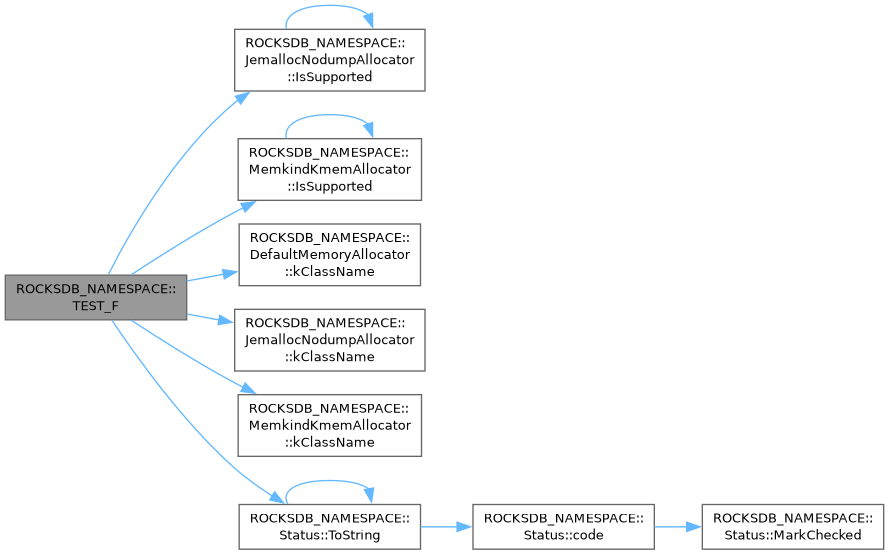 ROCKSDB_NAMESPACE::
JemallocNodumpAllocator
::IsSupported
ROCKSDB_NAMESPACE::
MemkindKmemAllocator
::IsSupported
ROCKSDB_NAMESPACE::
DefaultMemoryAllocator
::kClassName
ROCKSDB_NAMESPACE::
TEST_F
ROCKSDB_NAMESPACE::
JemallocNodumpAllocator
::kClassName
ROCKSDB_NAMESPACE::
MemkindKmemAllocator
::kClassName
ROCKSDB_NAMESPACE::
Status::ToString
ROCKSDB_NAMESPACE::
Status::code
ROCKSDB_NAMESPACE::
Status::MarkChecked